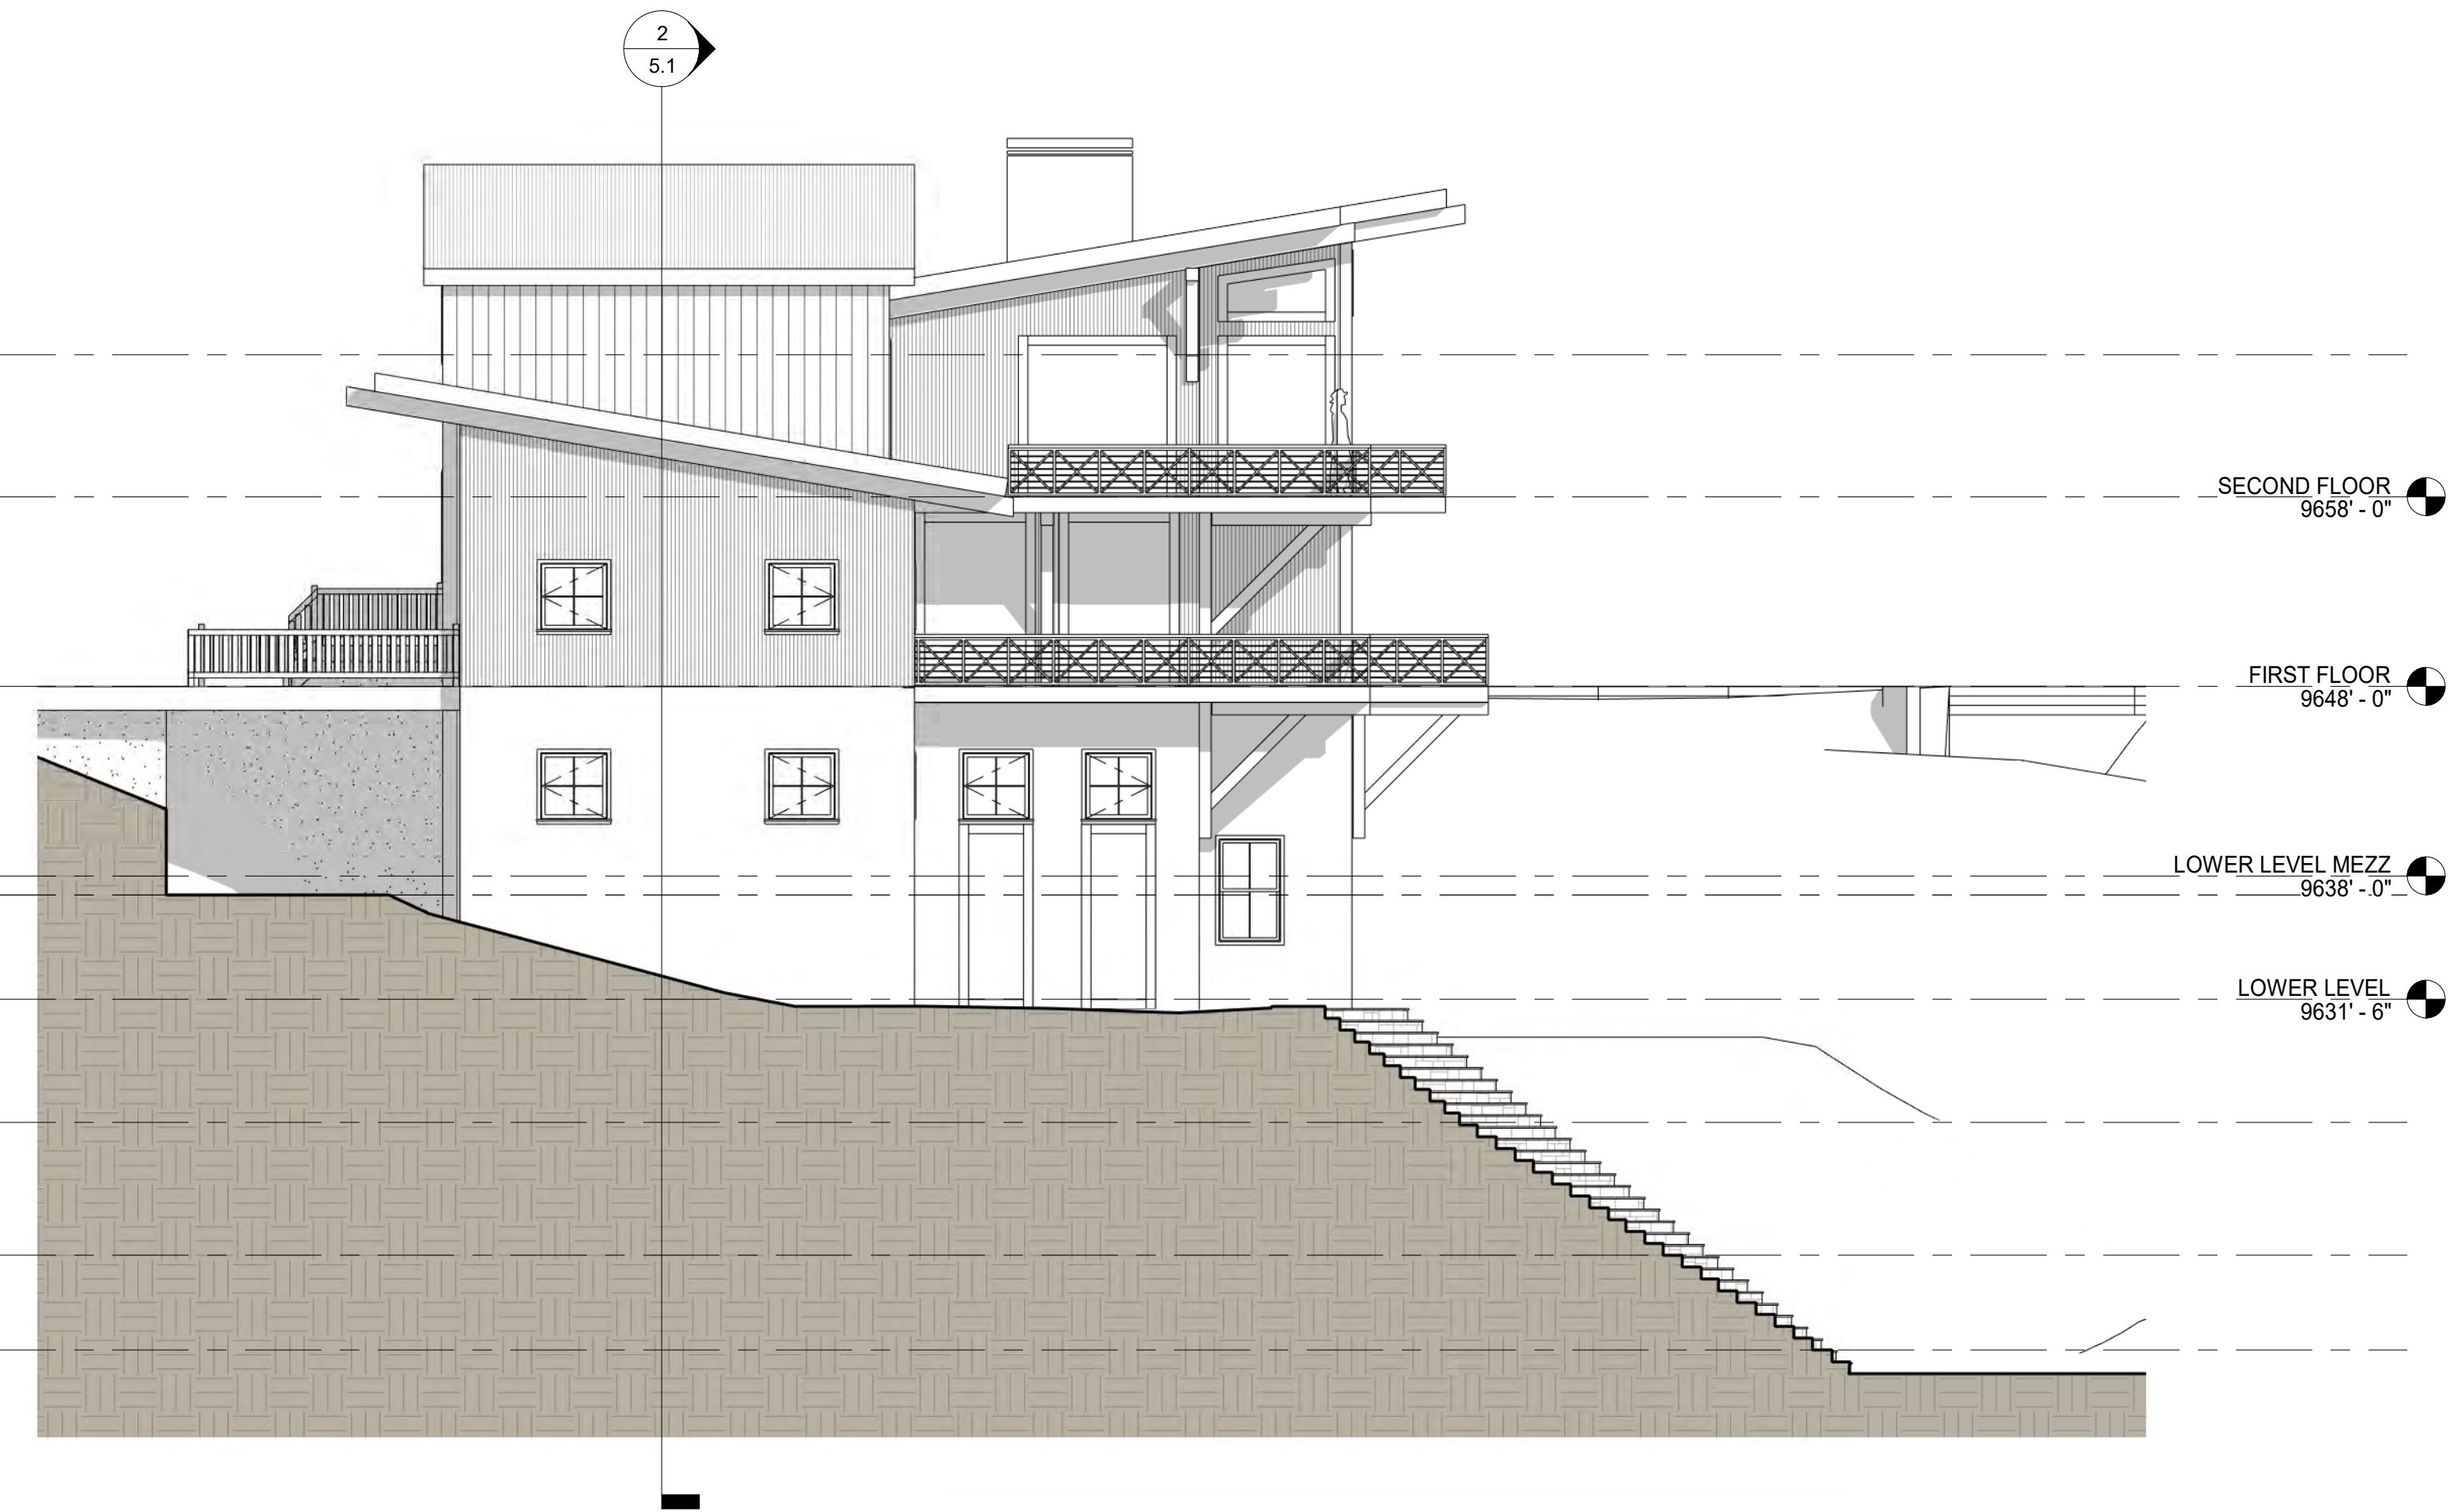 2
5.1
SECOND FLOOR
9658' - 0"
FIRST FLOOR
9648' - 0"
LOWER LEVEL MEZZ
9638' - 0"
LOWER LEVEL
9631' - 6"